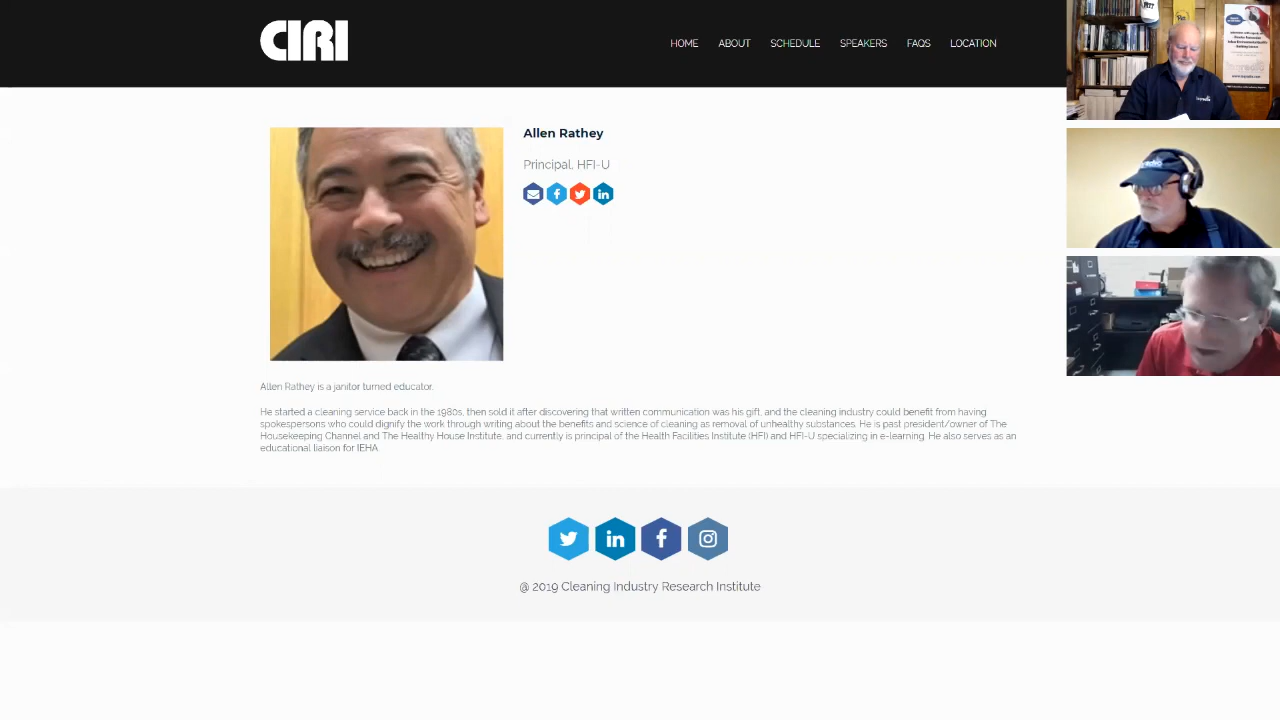 CIRI
HOME ABOUT SCHEDULE SPEAKERS FAQS LOCATION
Allen Rathey
Principal, HFI-U
Allen Rathey is a janitor turned educator.
He started a cleaning service back in the 1980s, then sold it after discovering that written communication was his gift, and the cleaning industry could benefit from having
spokespersons who could dignify the work through writing about the benefits and science of cleaning as removal of unhealthy substances. He is past president/owner of The
Housekeeping Channel and The Healthy House Institute, and currently is principal of the Health Facilities Institute (HFI) and HFI-U specializing in e-learning. He also serves as an
educational liaison for IEHA.
@ 2019 Cleaning Industry Research Institute